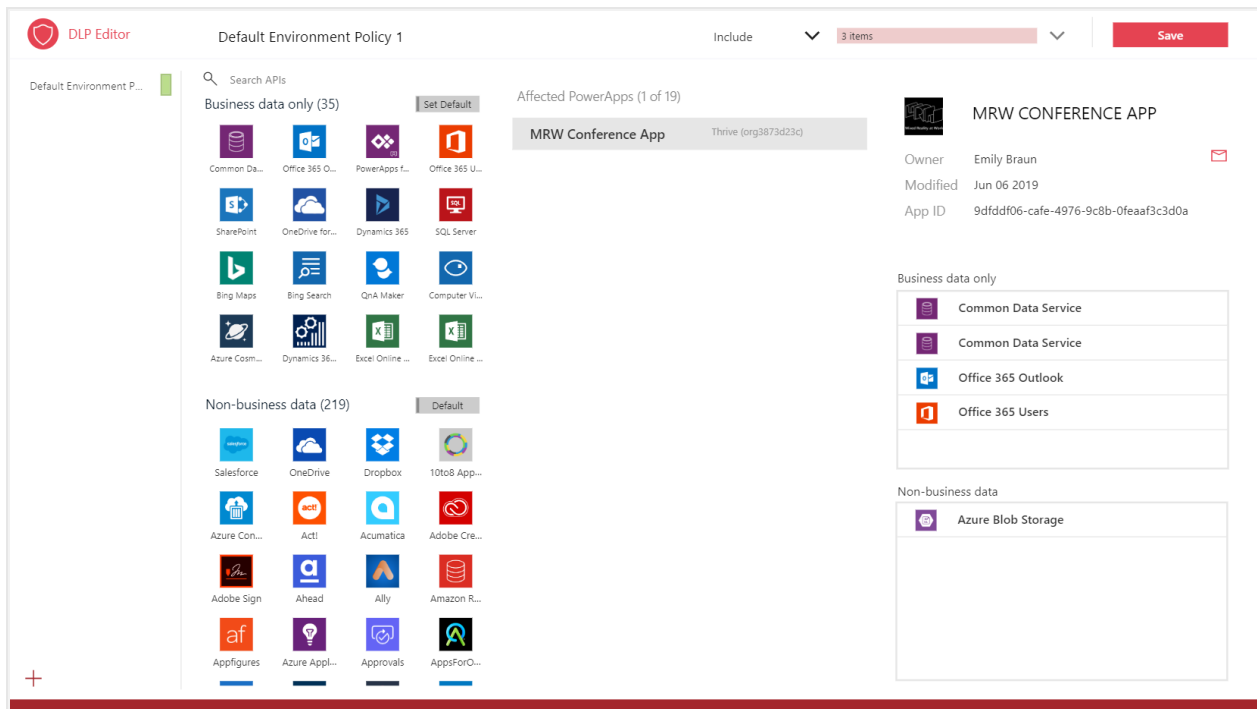 DLP Editor
Default Environment Policy 1
Include
3 items
Save
Default Environment P...
Search APIs
Business data only (35)
Set Default
Common Da...
Office 365 O...
PowerApps f...
Office 365 U...
SharePoint
OneDrive for...
Dynamics 365
SQL Server
Bing Maps
Bing Search
QnA Maker
Computer Vi...
Azure Cosm...
Dynamics 36...
Excel Online ...
Excel Online ...
Non-business data (219)
Default
Salesforce
OneDrive
Dropbox
10to8 App...
Azure Con...
Act!
Acumatica
Adobe Cre...
Adobe Sign
Ahead
Ally
Amazon R...
Appfigures
Azure Appl...
Approvals
AppsForO...
Affected PowerApps (1 of 19)
MRW Conference App
Thrive (org3873d23c)
MRW CONFERENCE APP
Owner Emily Braun
Modified Jun 06 2019
App ID 9dfddf06-cafe-4976-9c8b-0feaaf3c3d0a
Business data only
Common Data Service
Common Data Service
Office 365 Outlook
Office 365 Users
Non-business data
Azure Blob Storage